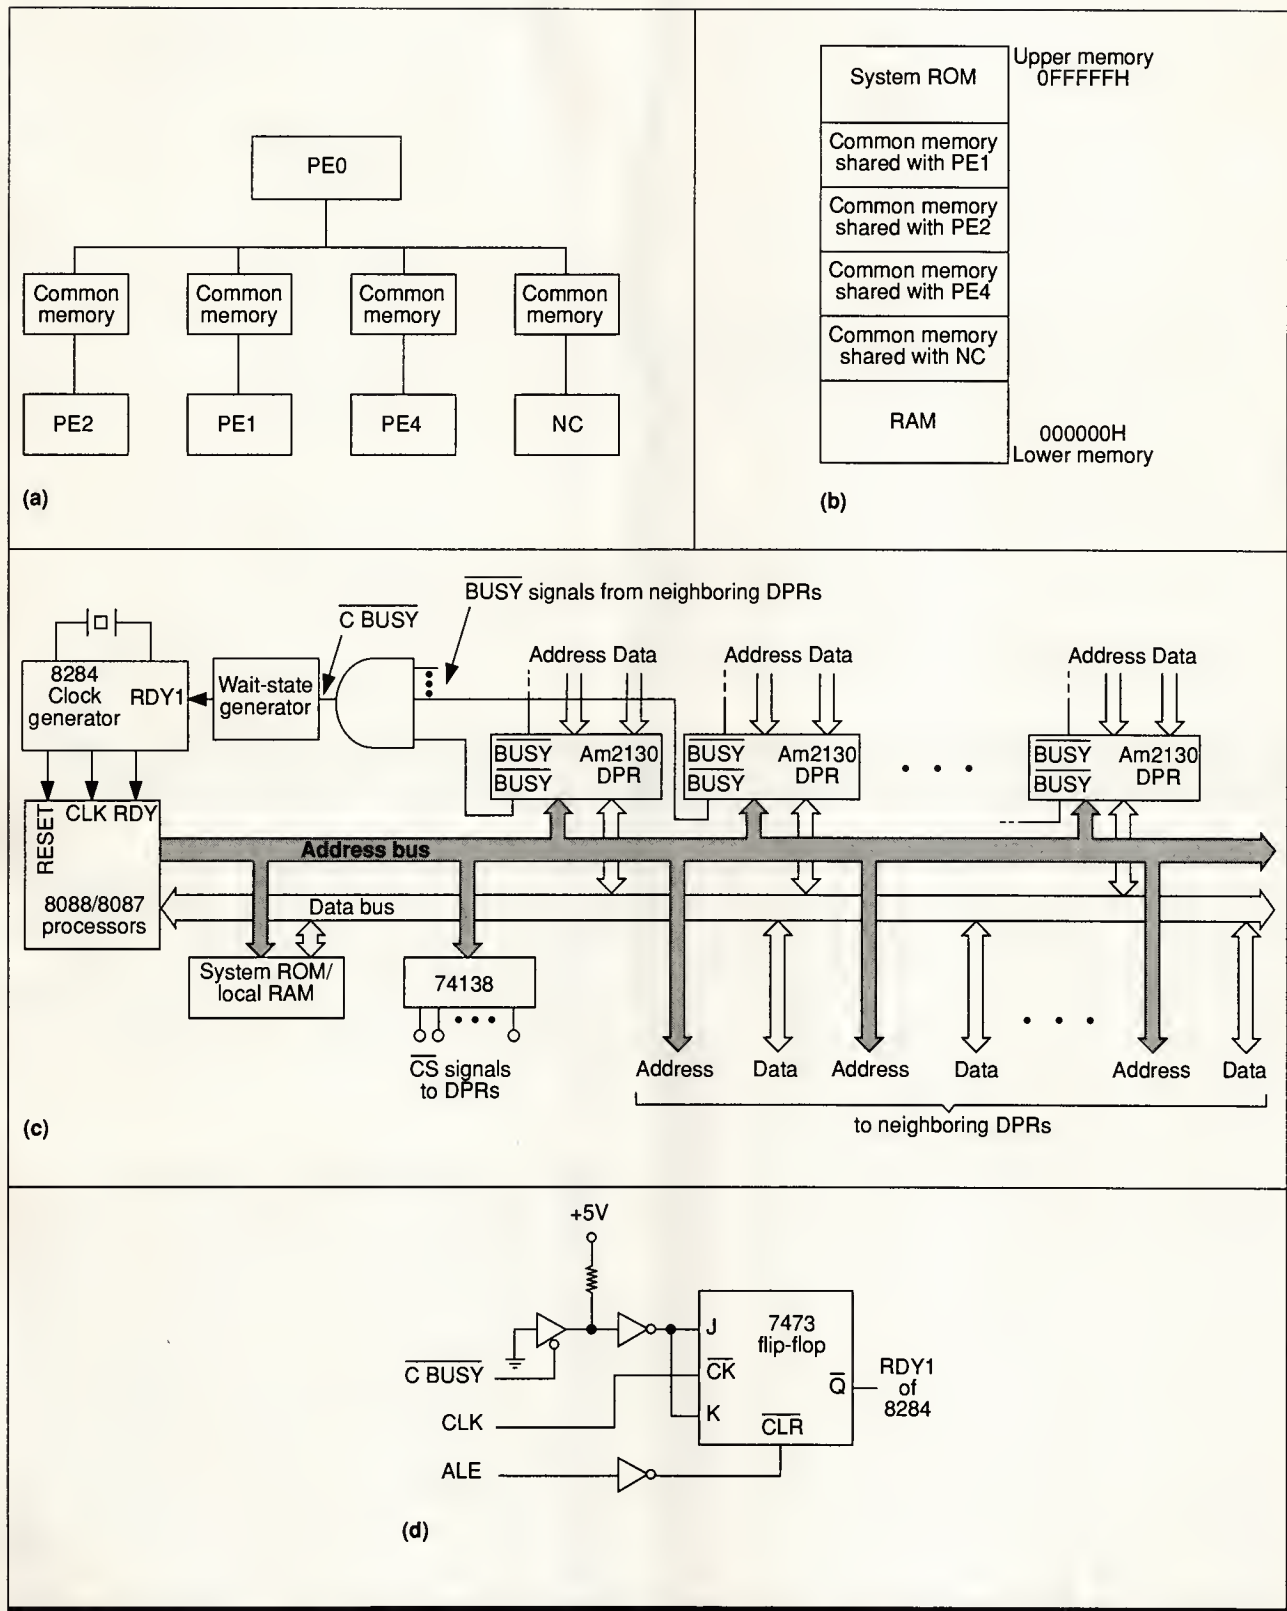 PE0
Common memory
Common memory
Common memory
Common memory
PE2
PE1
PE4
NC
(a)
System ROM
Upper memory
0FFFFFH
Common memory
shared with PE1
Common memory
shared with PE2
Common memory
shared with PE4
Common memory
shared with NC
RAM
000000H
Lower memory
(b)
BUSY signals from neighboring DPRs
C BUSY
8284
Clock
generator
RDY1
Wait-state
generator
Address Data
Address Data
Address Data
BUSY
BUSY
Am2130
DPR
BUSY
BUSY
Am2130
DPR
• • •
BUSY
BUSY
Am2130
DPR
RESET
CLK RDY
8088/8087
processors
Address bus
Data bus
System ROM/
local RAM
74138
• • •
CS signals
to DPRs
• • •
Address Data Address Data Address Data
to neighboring DPRs
(c)
+5V
C BUSY
CLK
ALE
J
CK
K
7473
flip-flop
CLR
Q
RDY1
of
8284
(d)